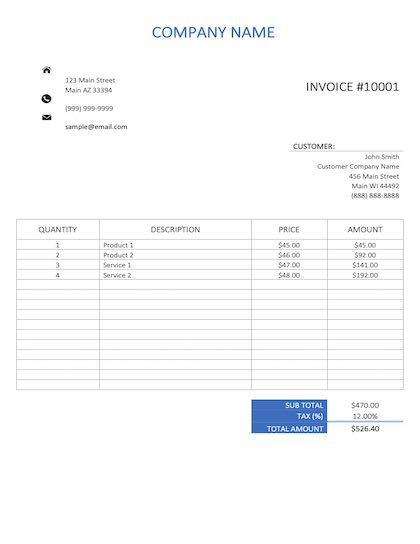 COMPANY NAME
123 Main Street
Main AZ 33394
(999) 999-9999
sample@email.com
INVOICE #10001
CUSTOMER:
John Smith
Customer Company Name
456 Main Street
Main WI 44492
(888) 888-8888
QUANTITY DESCRIPTION PRICE AMOUNT
1 Product 1 $45.00 $45.00
2 Product 2 $46.00 $92.00
3 Service 1 $47.00 $141.00
4 Service 2 $48.00 $192.00
SUB TOTAL $470.00
TAX (%) 12.00%
TOTAL AMOUNT $526.40